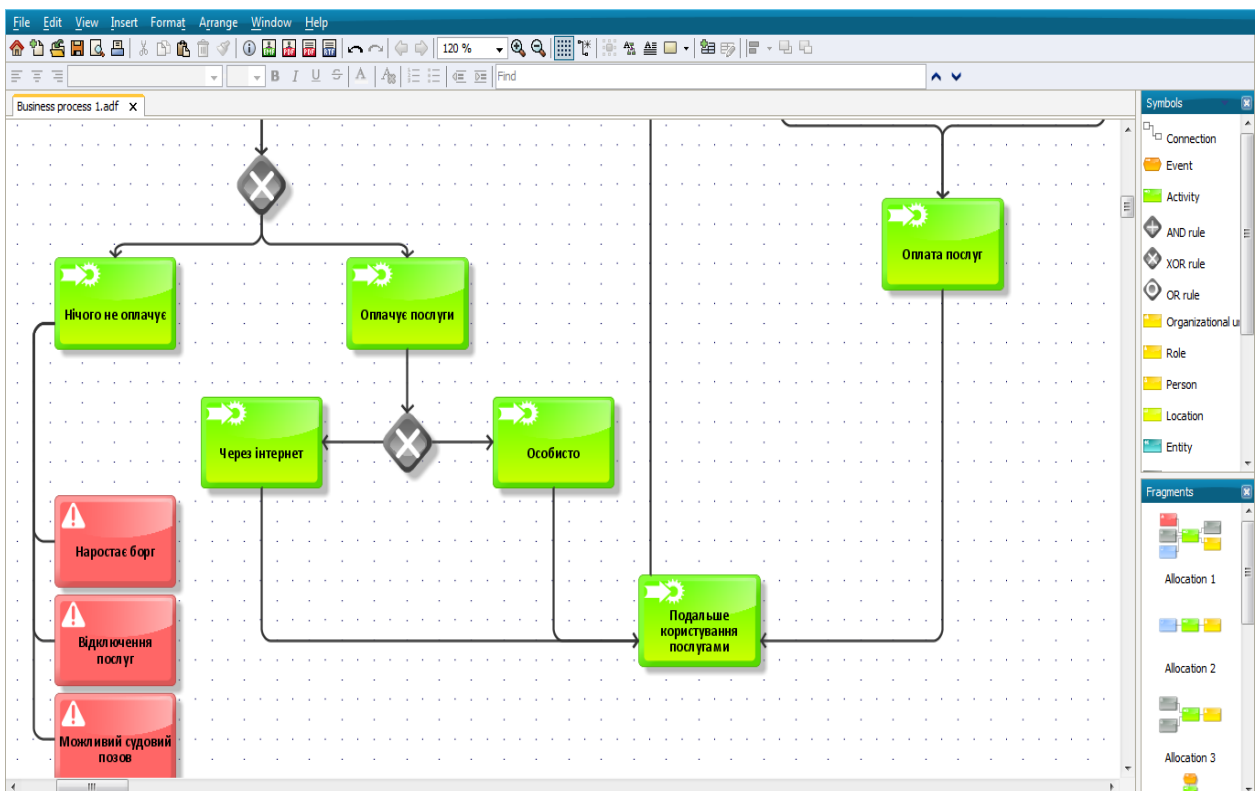 File Edit View Insert Format Arrange Window Help
120 %
Find
Business process 1.adf
Symbols
Connection
Event
Activity
AND rule
XOR rule
OR rule
Organizational u
Role
Person
Location
Entity
Fragments
Allocation 1
Allocation 2
Allocation 3
Оплата послуг
Нічого не оплачує
Оплачує послуги
Через інтернет
Особисто
Наростає борг
Подальше
користування
послугами
Відключення
послуг
Можливий судовий
позов